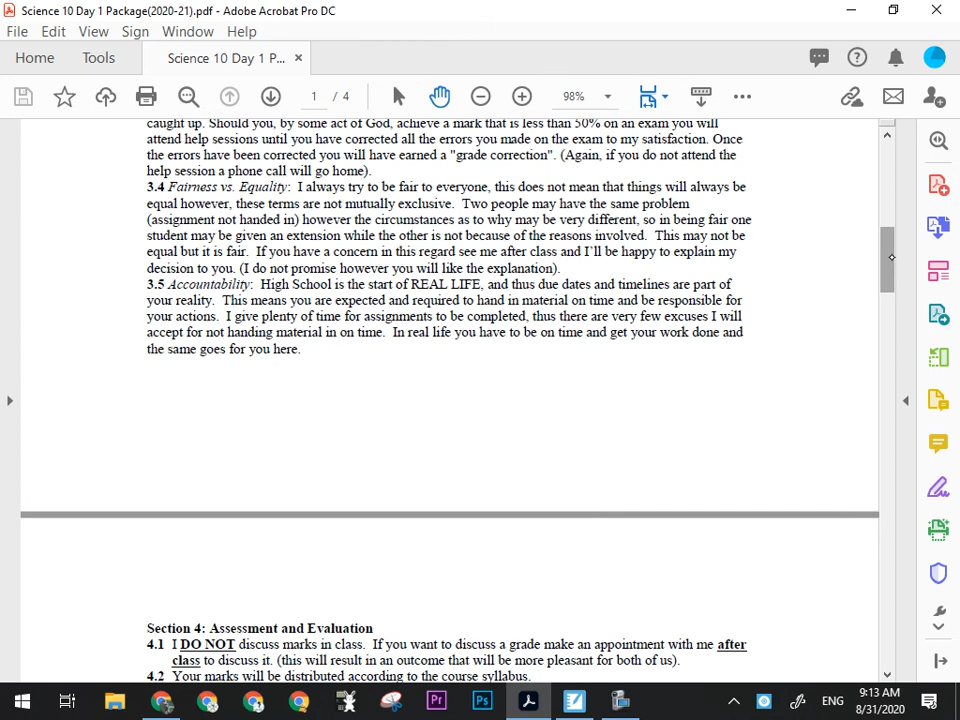 Science 10 Day 1 Package(2020-21).pdf - Adobe Acrobat Pro DC
File Edit View Sign Window Help
Home Tools Science 10 Day 1 P... ×
1 / 4 98%
caught up. Should you, by some act of God, achieve a mark that is less than 50% on an exam you will
attend help sessions until you have corrected all the errors you made on the exam to my satisfaction. Once
the errors have been corrected you will have earned a "grade correction". (Again, if you do not attend the
help session a phone call will go home).
3.4 Fairness vs. Equality: I always try to be fair to everyone, this does not mean that things will always be
equal however, these terms are not mutually exclusive. Two people may have the same problem
(assignment not handed in) however the circumstances as to why may be very different, so in being fair one
student may be given an extension while the other is not because of the reasons involved. This may not be
equal but it is fair. If you have a concern in this regard see me after class and I'll be happy to explain my
decision to you. (I do not promise however you will like the explanation).
3.5 Accountability: High School is the start of REAL LIFE, and thus due dates and timelines are part of
your reality. This means you are expected and required to hand in material on time and be responsible for
your actions. I give plenty of time for assignments to be completed, thus there are very few excuses I will
accept for not handing material in on time. In real life you have to be on time and get your work done and
the same goes for you here.
Section 4: Assessment and Evaluation
4.1 I DO NOT discuss marks in class. If you want to discuss a grade make an appointment with me after
class to discuss it. (this will result in an outcome that will be more pleasant for both of us).
4.2 Your marks will be distributed according to the course syllabus.
Pr Ps ENG 9:13 AM
8/31/2020